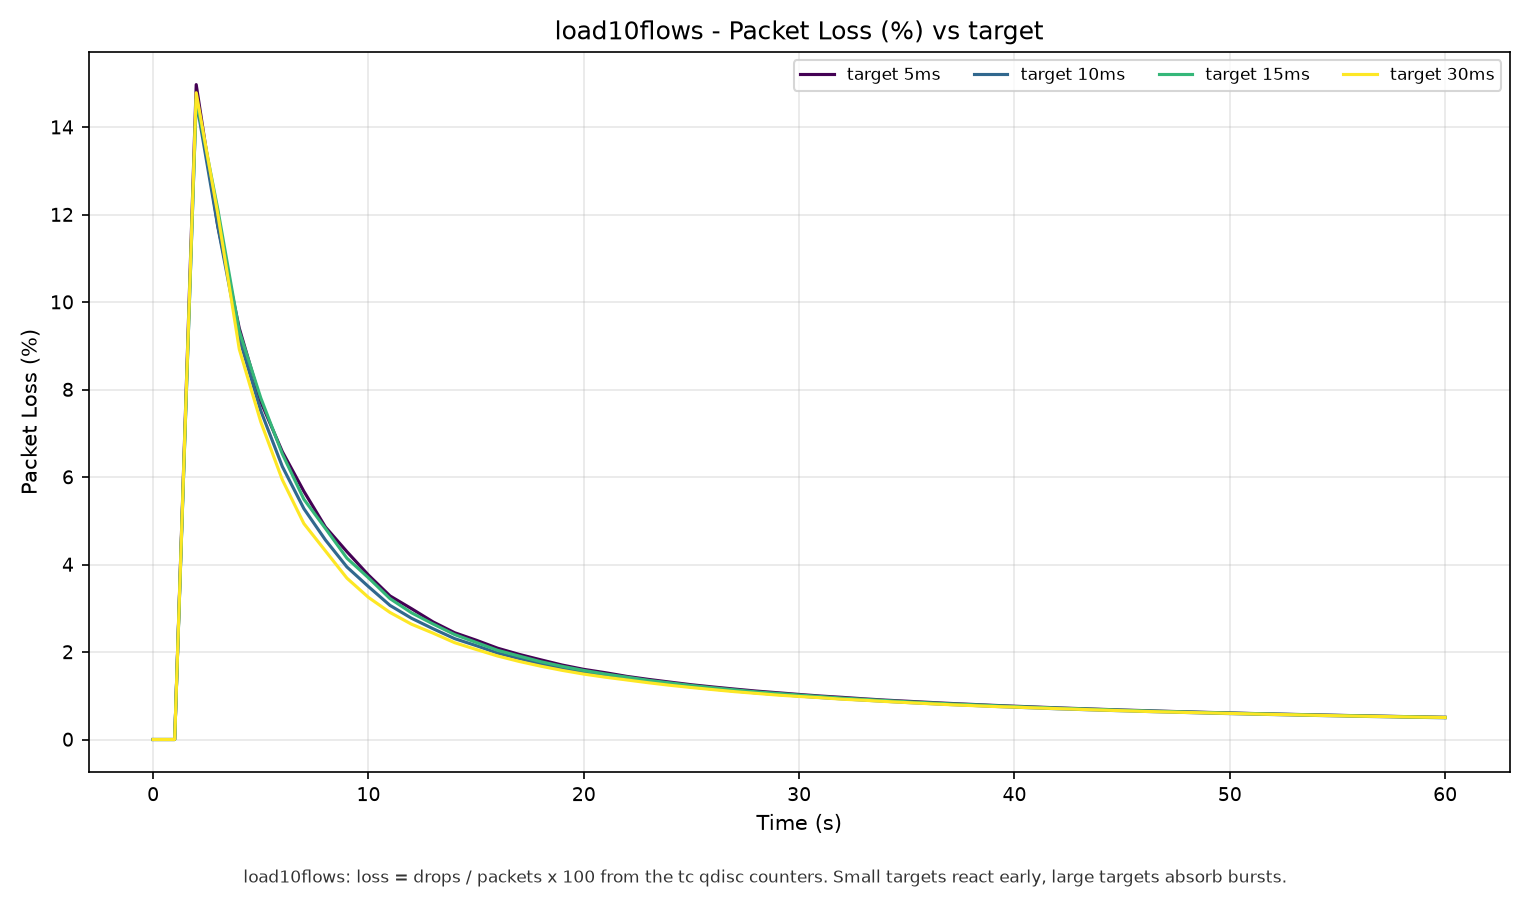 load10flows - Packet Loss (%) vs target
target 5ms target 10ms target 15ms target 30ms
Packet Loss (%)
14
12
10
8
6
4
2
0
0 10 20 30 40 50 60
Time (s)
load10flows: loss = drops / packets x 100 from the tc qdisc counters. Small targets react early, large targets absorb bursts.